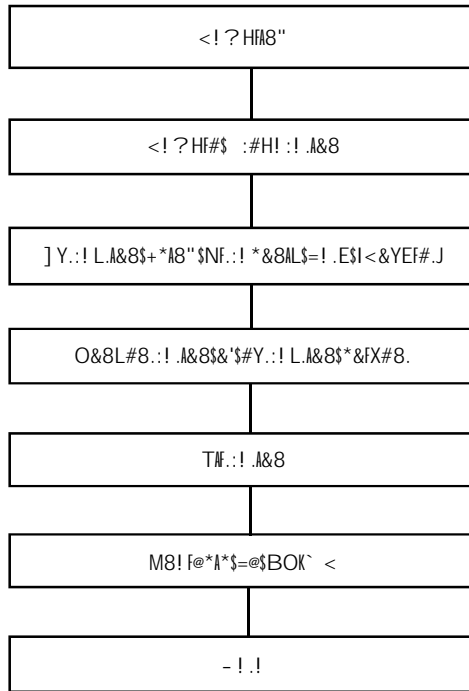 <!?HFA8"
<!?HF#$ :#H!:!.A&8
]Y.:!L.A&8$+*A8"$NF.:!*&8AL$=!.E$I<&YEF#.J
O&8L#8.:!.A&8$&'$#Y.:!L.A&8$*&FX#8.
TAF.:!.A&8
M8!F@*A*$=@$BOK` <
-!.!